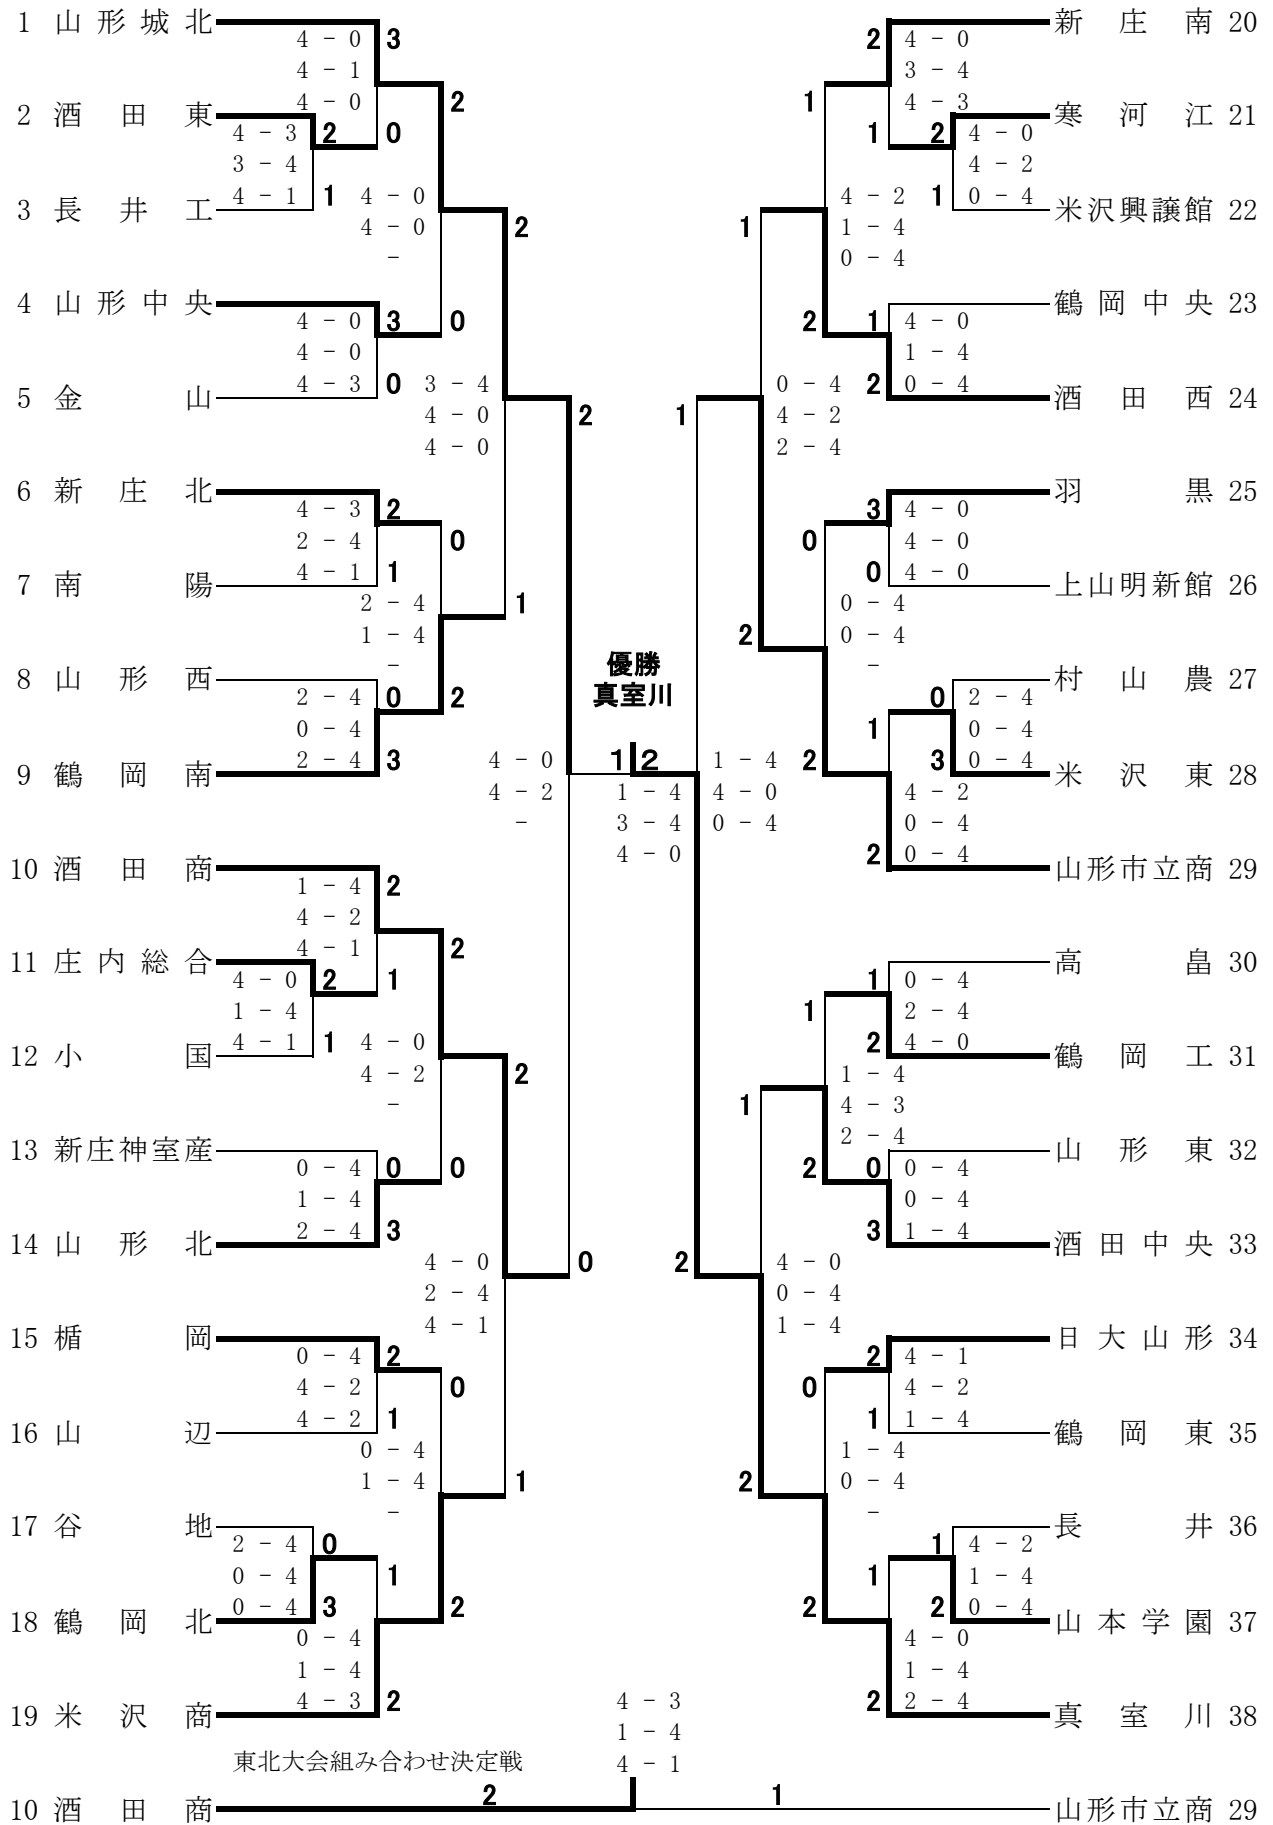 1 山形城北
4 - 0 3
4 - 1
4 - 0
2
2 酒田東
4 - 3 2
3 - 4
4 - 1
0
1
3 長井工
4 - 0
4 - 0
-
2
4 山形中央
4 - 0 3
4 - 0
4 - 3
0
0
5 金山
3 - 4
4 - 0
4 - 0
2
6 新庄北
4 - 3 2
2 - 4
4 - 1
0
1
7 南陽
2 - 4
1 - 4
-
1
8 山形西
2 - 4 0
0 - 4
2 - 4 3
2
9 鶴岡南
4 - 0
4 - 2
-
10 酒田商
1 - 4 2
4 - 2
4 - 1
2
11 庄内総合
4 - 0 2
1 - 4
4 - 1
1
1
12 小国
4 - 0
4 - 2
-
2
13 新庄神室産
0 - 4 0
1 - 4
2 - 4 3
0
14 山形北
4 - 0
2 - 4
4 - 1
0
15 楯岡
0 - 4 2
4 - 2
4 - 2 1
0
16 山辺
0 - 4
1 - 4
-
1
17 谷地
2 - 4 0
0 - 4
0 - 4 3
1
2
18 鶴岡北
0 - 4
1 - 4
4 - 3 2
19 米沢商
優勝
真室川
1 2
1 - 4
3 - 4
4 - 0
新庄南 20
2 4 - 0
3 - 4
4 - 3
1
寒河江 21
1
2 4 - 0
4 - 2
1 0 - 4
米沢興譲館 22
4 - 2
1 - 4
0 - 4
1
鶴岡中央 23
2
1 4 - 0
1 - 4
2 0 - 4
酒田西 24
0 - 4
4 - 2
2 - 4
1
羽黒 25
3 4 - 0
4 - 0
0 4 - 0
0
上山明新館 26
0 - 4
0 - 4
-
2
村山農 27
0 2 - 4
0 - 4
3 0 - 4
1
米沢東 28
2
4 - 2
0 - 4
2 0 - 4
山形市立商 29
1 - 4
4 - 0
0 - 4
高畠 30
1 0 - 4
2 - 4
2 4 - 0
1
鶴岡工 31
1 - 4
4 - 3
2 - 4
1
山形東 32
2
0 0 - 4
0 - 4
3 1 - 4
酒田中央 33
4 - 0
0 - 4
1 - 4
2
日大山形 34
2 4 - 1
4 - 2
1 1 - 4
0
鶴岡東 35
1 - 4
0 - 4
-
2
長井 36
1 4 - 2
1 - 4
2 0 - 4
1
2
山本学園 37
4 - 0
1 - 4
2 2 - 4
真室川 38
東北大会組み合わせ決定戦
4 - 3
1 - 4
4 - 1
10 酒田商 2 1 山形市立商 29